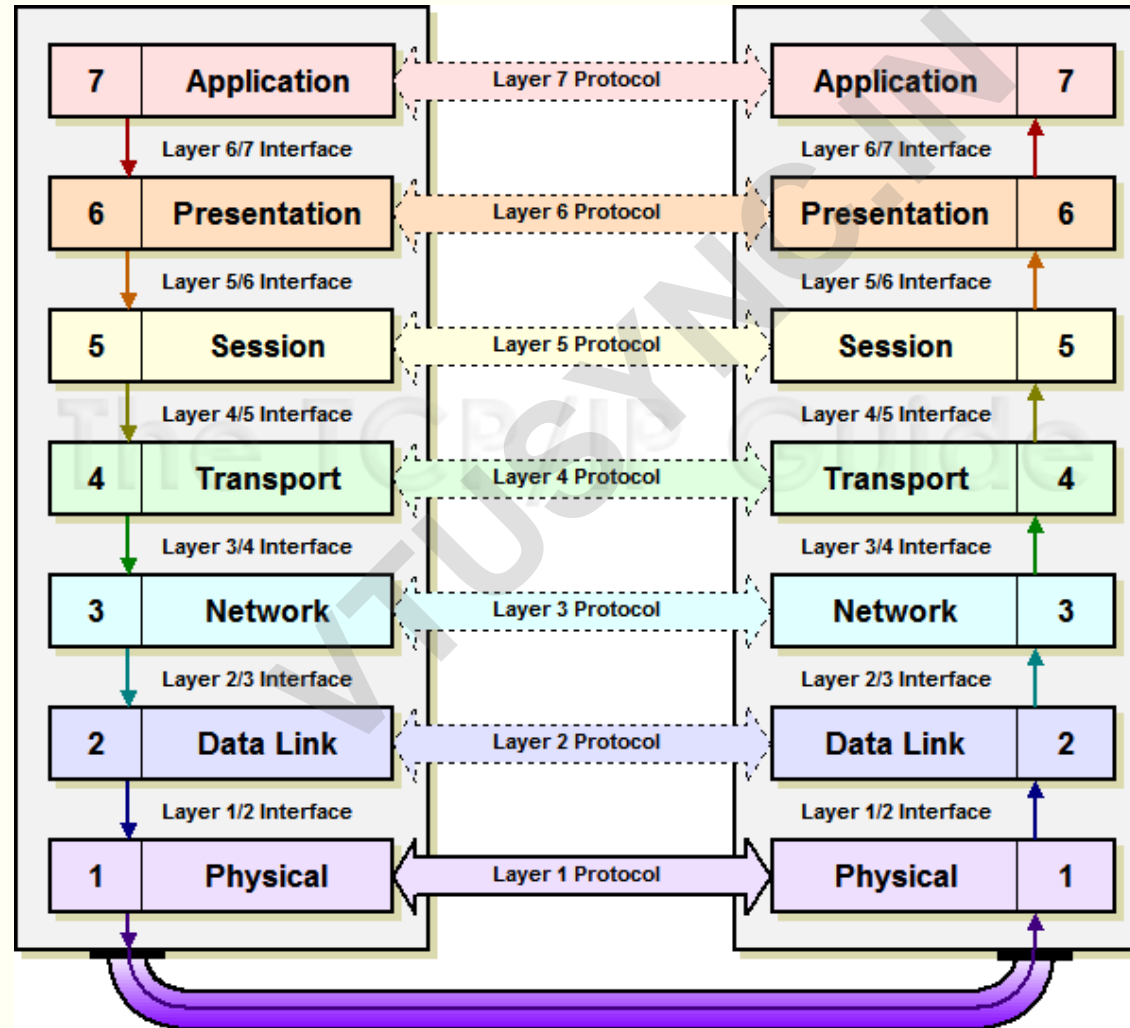 7 Application Layer 7 Protocol Application 7
Layer 6/7 Interface Layer 6/7 Interface
6 Presentation Layer 6 Protocol Presentation 6
Layer 5/6 Interface Layer 5/6 Interface
5 Session Layer 5 Protocol Session 5
Layer 4/5 Interface Layer 4/5 Interface
The TCP/IP Guide
4 Transport Layer 4 Protocol Transport 4
Layer 3/4 Interface Layer 3/4 Interface
3 Network Layer 3 Protocol Network 3
Layer 2/3 Interface Layer 2/3 Interface
2 Data Link Layer 2 Protocol Data Link 2
Layer 1/2 Interface Layer 1/2 Interface
1 Physical Layer 1 Protocol Physical 1
VTUSYNC.IN